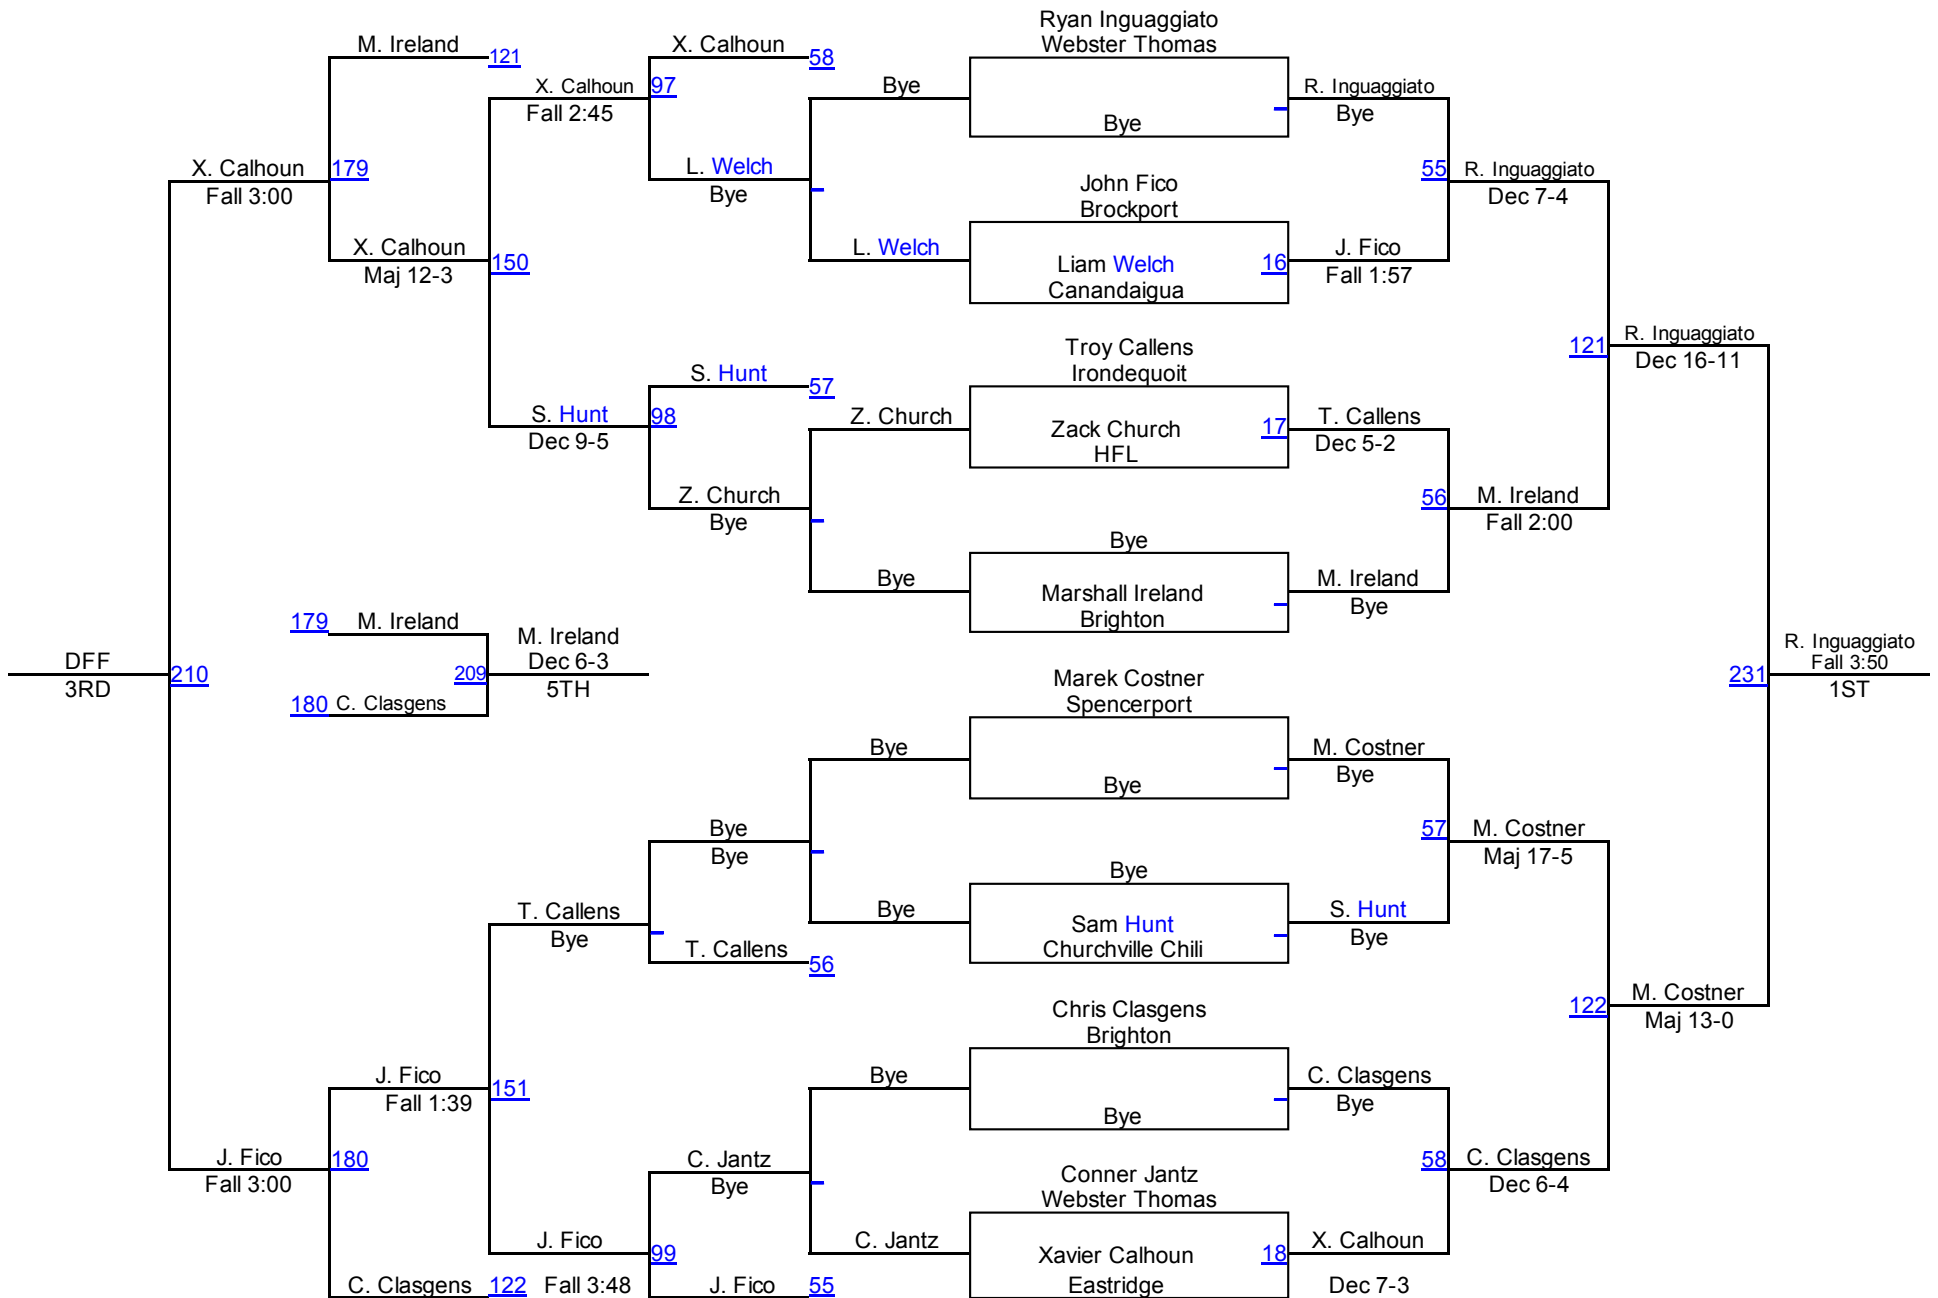 Ryan Inguaggiato
M. Ireland
X. Calhoun
Webster Thomas
121
58
X. Calhoun
97
Bye
R. Inguaggiato
Fall 2:45
Bye
Bye
X. Calhoun
179
L. Welch
55
R. Inguaggiato
Fall 3:00
Bye
John Fico
Dec 7-4
Brockport
X. Calhoun
150
L. Welch
Liam Welch
16
J. Fico
Maj 12-3
Canandaigua
Fall 1:57
Troy Callens
121
R. Inguaggiato
S. Hunt
57
Irondequoit
Dec 16-11
S. Hunt
98
Z. Church
Zack Church
17
T. Callens
Dec 9-5
HFL
Dec 5-2
Z. Church
56
M. Ireland
Bye
Fall 2:00
Bye
Bye
Marshall Ireland
M. Ireland
Brighton
Bye
179
M. Ireland
M. Ireland
R. Inguaggiato
DFF
210
209
Dec 6-3
231
Fall 3:50
3RD
5TH
Marek Costner
1ST
180
C. Clasgens
Spencerport
Bye
M. Costner
Bye
Bye
Bye
57
M. Costner
Bye
Maj 17-5
Bye
T. Callens
Bye
Sam Hunt
S. Hunt
Bye
Churchville Chili
Bye
T. Callens
56
Chris Clasgens
122
M. Costner
Brighton
Maj 13-0
J. Fico
151
Bye
C. Clasgens
Fall 1:39
Bye
Bye
J. Fico
180
C. Jantz
58
C. Clasgens
Fall 3:00
Bye
Conner Jantz
Dec 6-4
Webster Thomas
J. Fico
99
C. Jantz
Xavier Calhoun
18
X. Calhoun
C. Clasgens
122
Fall 3:48
J. Fico
55
Eastridge
Dec 7-3